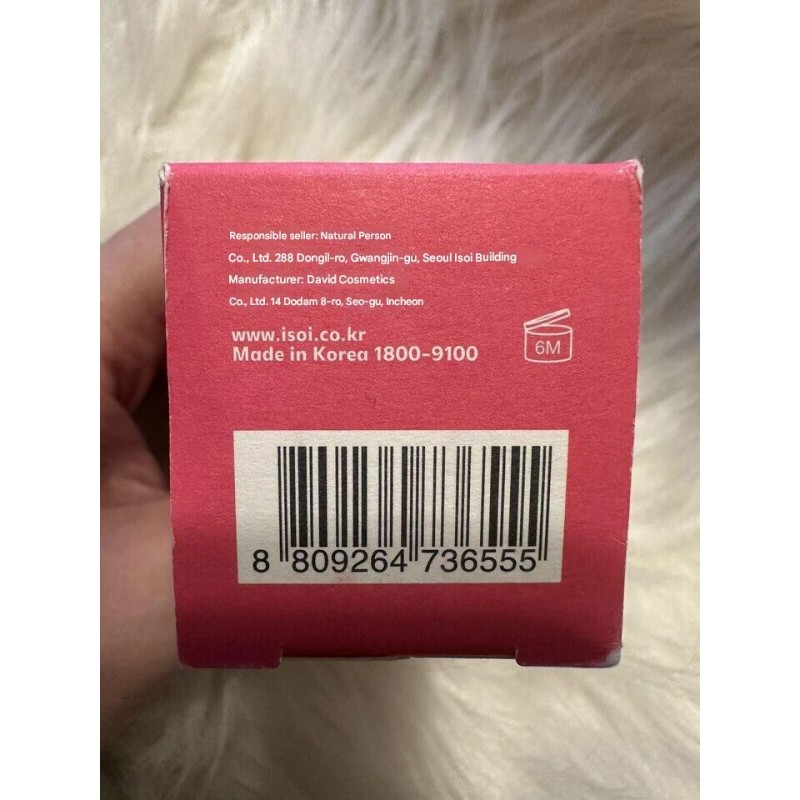 Responsible seller: Natural Person
Co., Ltd. 288 Dongil-ro, Gwangjin-gu, Seoul Isoi Building
Manufacturer: David Cosmetics
Co., Ltd. 14 Dodam 8-ro, Seo-gu, Incheon
www.isoi.co.kr
Made in Korea 1800-9100
6M
8 809264 736555